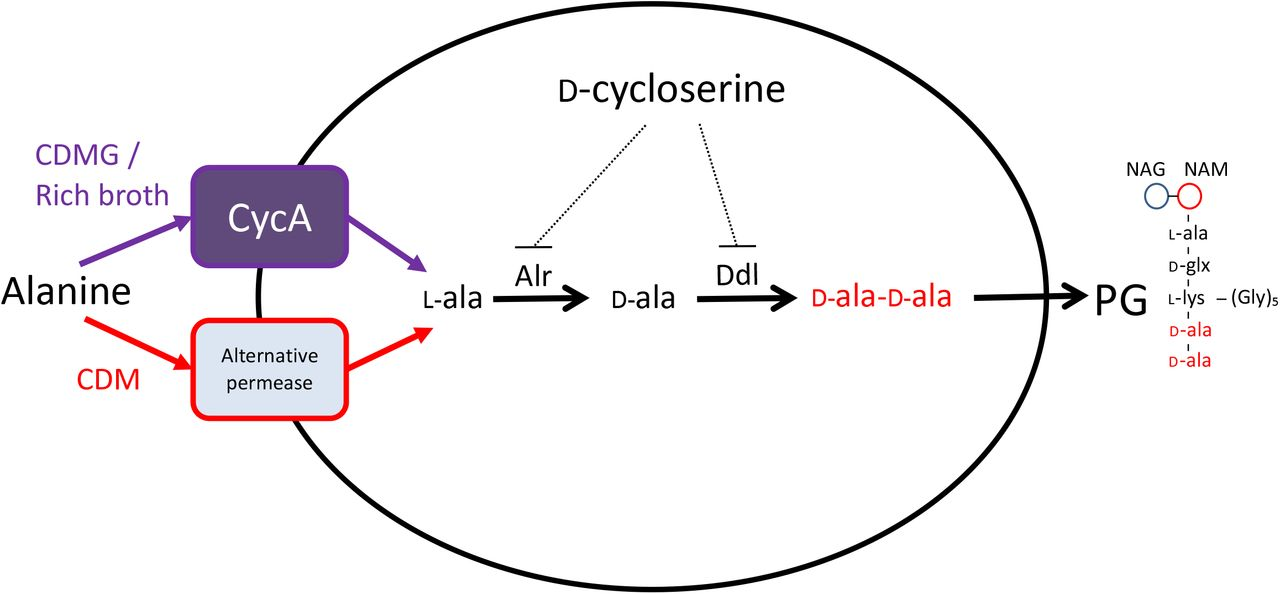 D-cycloserine
CDMG /
Rich broth
CycA
NAG NAM
Alanine
L-ala
Alr
D-ala
Ddl
D-ala-D-ala
PG
L-ala
D-glx
L-lys – (Gly)5
D-ala
D-ala
Alternative
permease
CDM